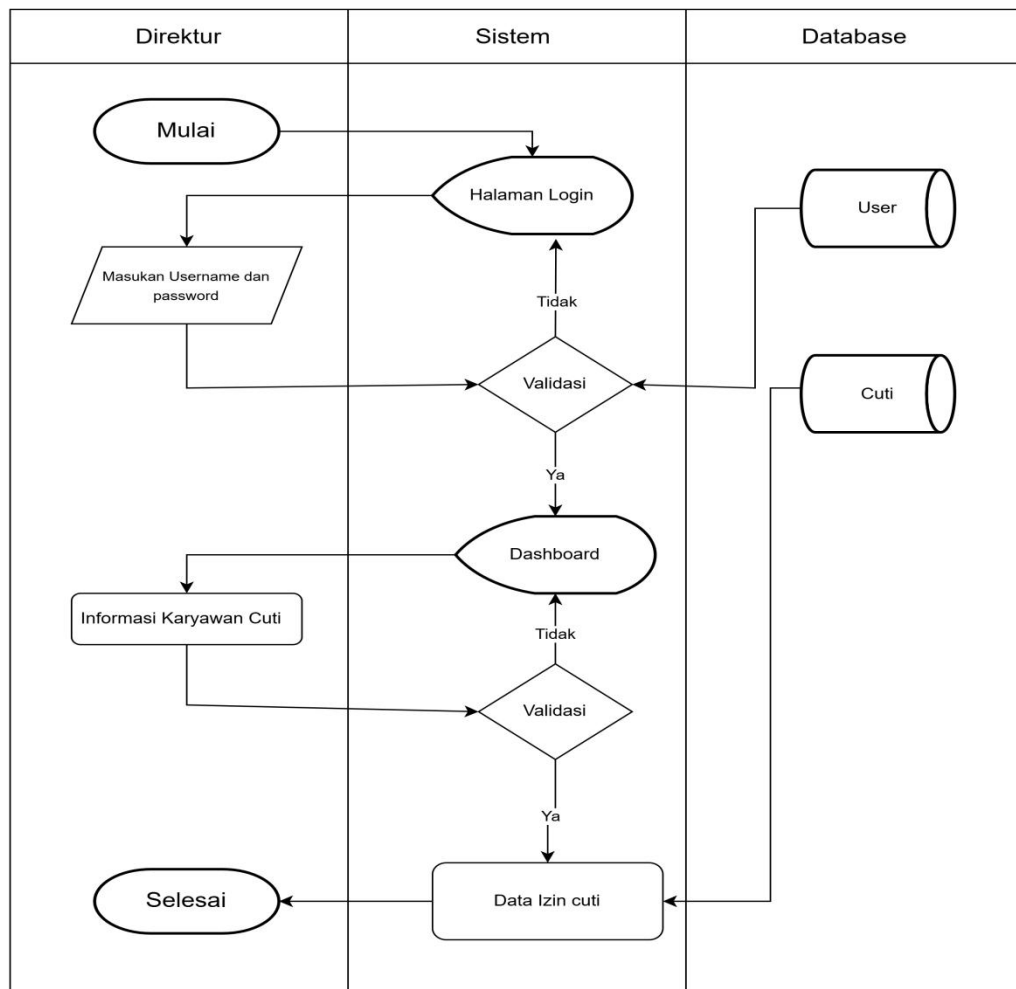 Direktur
Sistem
Database
Mulai
Halaman Login
User
Masukan Username dan
password
Tidak
Validasi
Cuti
Ya
Dashboard
Informasi Karyawan Cuti
Tidak
Validasi
Ya
Selesai
Data Izin cuti